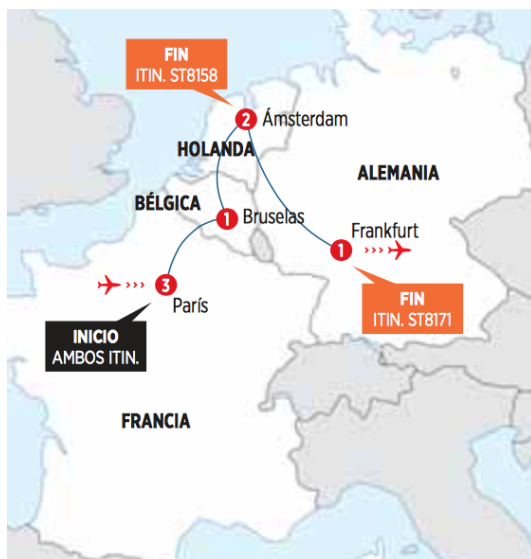 FIN
ITIN. ST8158
2
Ámsterdam
HOLANDA
ALEMANIA
BÉLGICA
1
Bruselas
Frankfurt
1
FIN
ITIN. ST8171
3
París
INICIO
AMBOS ITIN.
FRANCIA